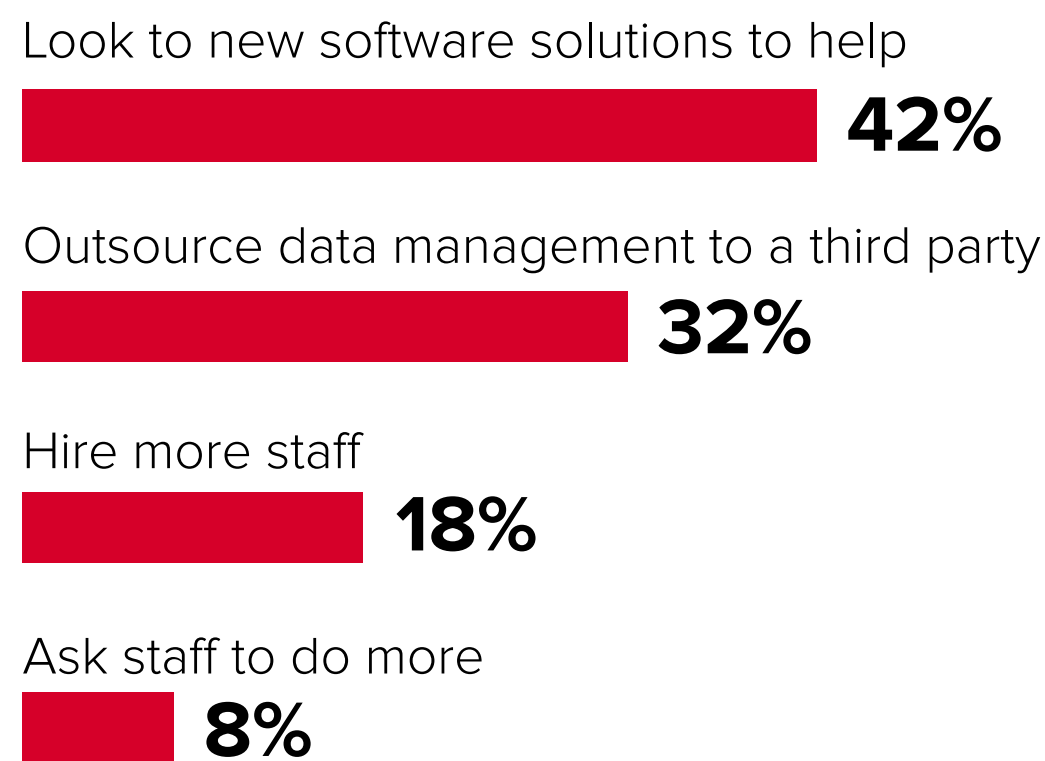 Look to new software solutions to help
42%
Outsource data management to a third party
32%
Hire more staff
18%
Ask staff to do more
8%